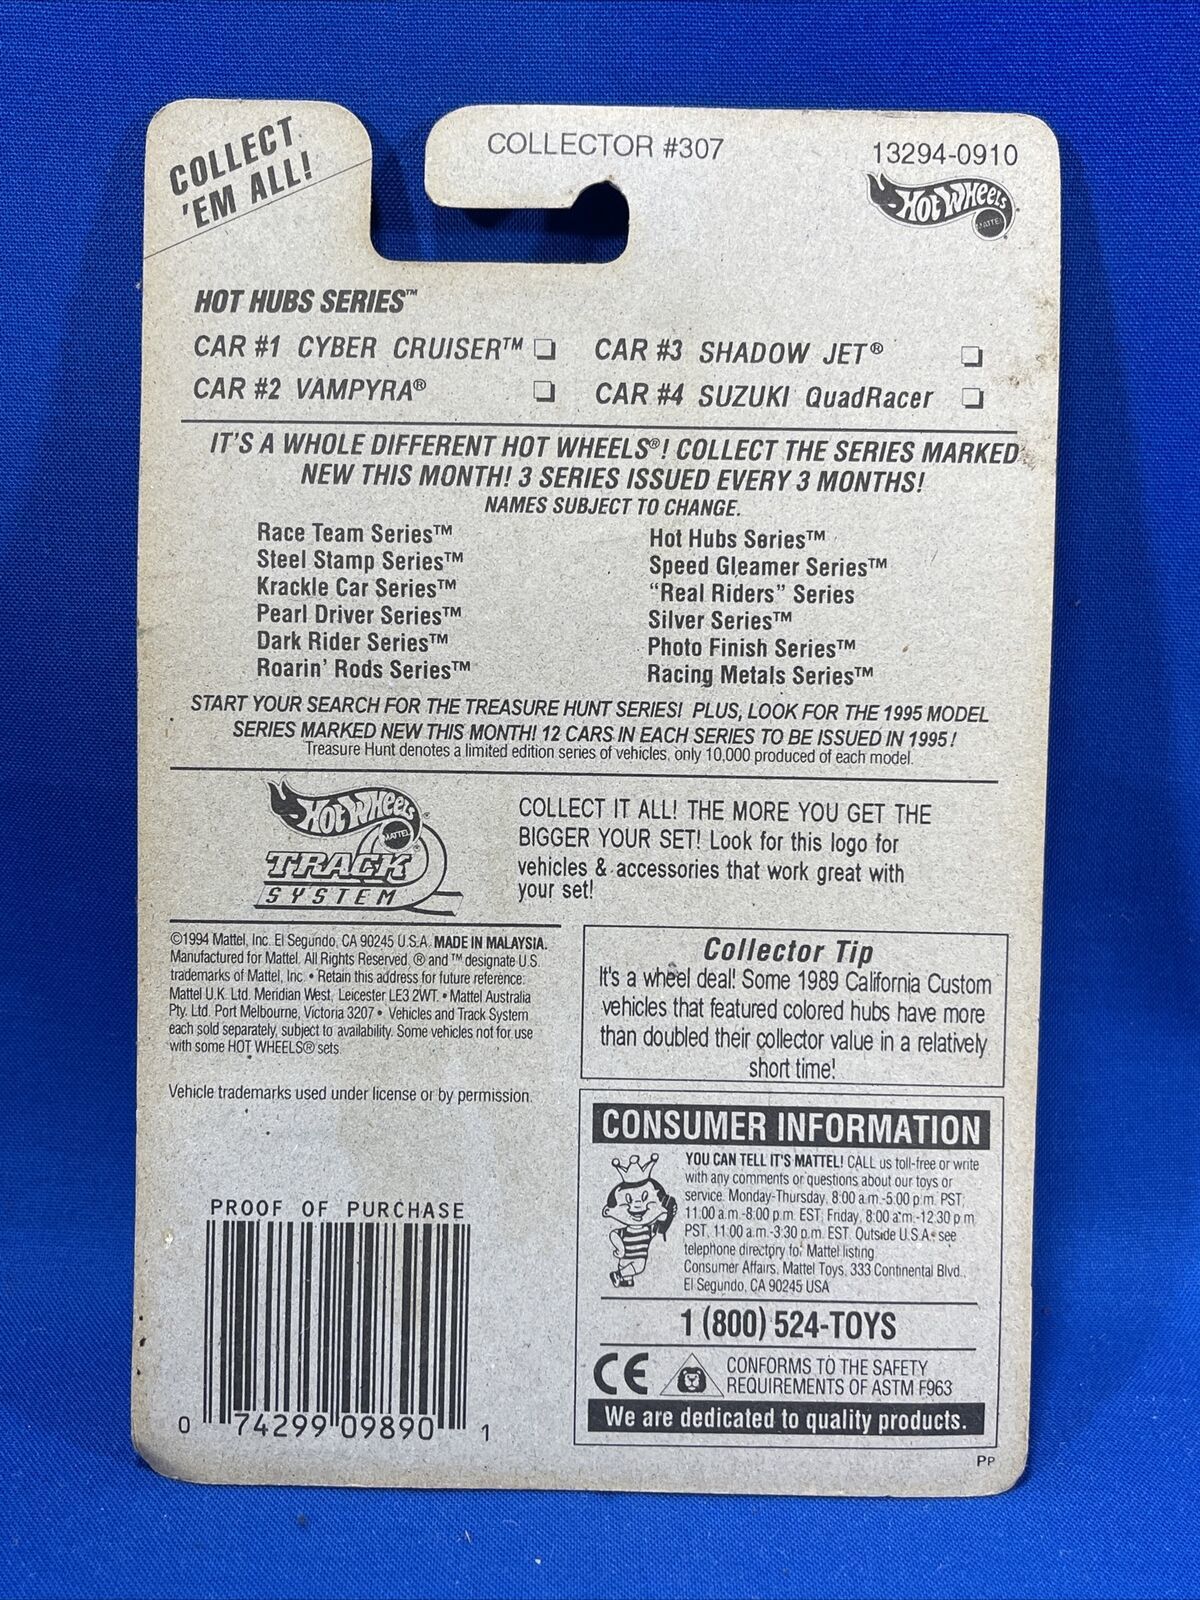 COLLECT
'EM ALL!
COLLECTOR #307
13294-0910
Hot Wheels
MATTEL
HOT HUBS SERIES™
CAR #1 CYBER CRUISER™ ❑ CAR #3 SHADOW JET® ❑
CAR #2 VAMPYRA® ❑ CAR #4 SUZUKI QuadRacer ❑
IT'S A WHOLE DIFFERENT HOT WHEELS®! COLLECT THE SERIES MARKED
NEW THIS MONTH! 3 SERIES ISSUED EVERY 3 MONTHS!
NAMES SUBJECT TO CHANGE.
Race Team Series™
Steel Stamp Series™
Krackle Car Series™
Pearl Driver Series™
Dark Rider Series™
Roarin' Rods Series™
Hot Hubs Series™
Speed Gleamer Series™
“Real Riders” Series
Silver Series™
Photo Finish Series™
Racing Metals Series™
START YOUR SEARCH FOR THE TREASURE HUNT SERIES! PLUS, LOOK FOR THE 1995 MODEL
SERIES MARKED NEW THIS MONTH! 12 CARS IN EACH SERIES TO BE ISSUED IN 1995!
Treasure Hunt denotes a limited edition series of vehicles, only 10,000 produced of each model.
Hot Wheels
MATTEL
TRACK
SYSTEM
COLLECT IT ALL! THE MORE YOU GET THE
BIGGER YOUR SET! Look for this logo for
vehicles & accessories that work great with
your set!
©1994 Mattel, Inc. El Segundo, CA 90245 U.S.A. MADE IN MALAYSIA.
Manufactured for Mattel. All Rights Reserved. ® and ™ designate U.S.
trademarks of Mattel, Inc. • Retain this address for future reference:
Mattel U.K. Ltd. Meridian West, Leicester LE3 2WT. • Mattel Australia
Pty. Ltd. Port Melbourne, Victoria 3207 • Vehicles and Track System
each sold separately, subject to availability. Some vehicles not for use
with some HOT WHEELS® sets.
Vehicle trademarks used under license or by permission.
Collector Tip
It's a wheel deal! Some 1989 California Custom
vehicles that featured colored hubs have more
than doubled their collector value in a relatively
short time!
CONSUMER INFORMATION
YOU CAN TELL IT'S MATTEL! CALL us toll-free or write
with any comments or questions about our toys or
service. Monday-Thursday, 8:00 a.m.-5:00 p.m. PST;
11:00 a.m.-8:00 p.m. EST; Friday, 8:00 a.m.-12:30 p.m.
PST, 11:00 a.m.-3:30 p.m. EST. Outside U.S.A. see
telephone directory for Mattel listing.
Consumer Affairs, Mattel Toys, 333 Continental Blvd.,
El Segundo, CA 90245 USA
1 (800) 524-TOYS
CE
CONFORMS TO THE SAFETY
REQUIREMENTS OF ASTM F963
We are dedicated to quality products.
PP
PROOF OF PURCHASE
0 74299 09890 1